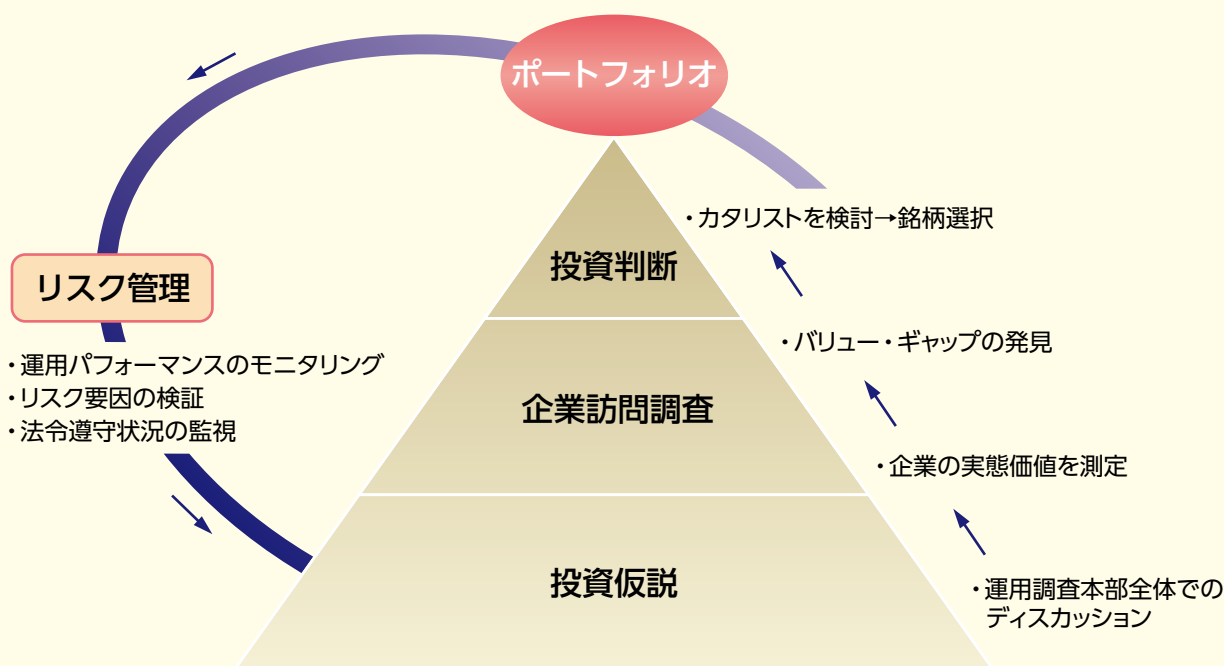 ポートフォリオ
・カタリストを検討→銘柄選択
投資判断
リスク管理
・バリュー・ギャップの発見
・運用パフォーマンスのモニタリング
・リスク要因の検証
・法令遵守状況の監視
企業訪問調査
・企業の実態価値を測定
投資仮説
・運用調査本部全体での
ディスカッション